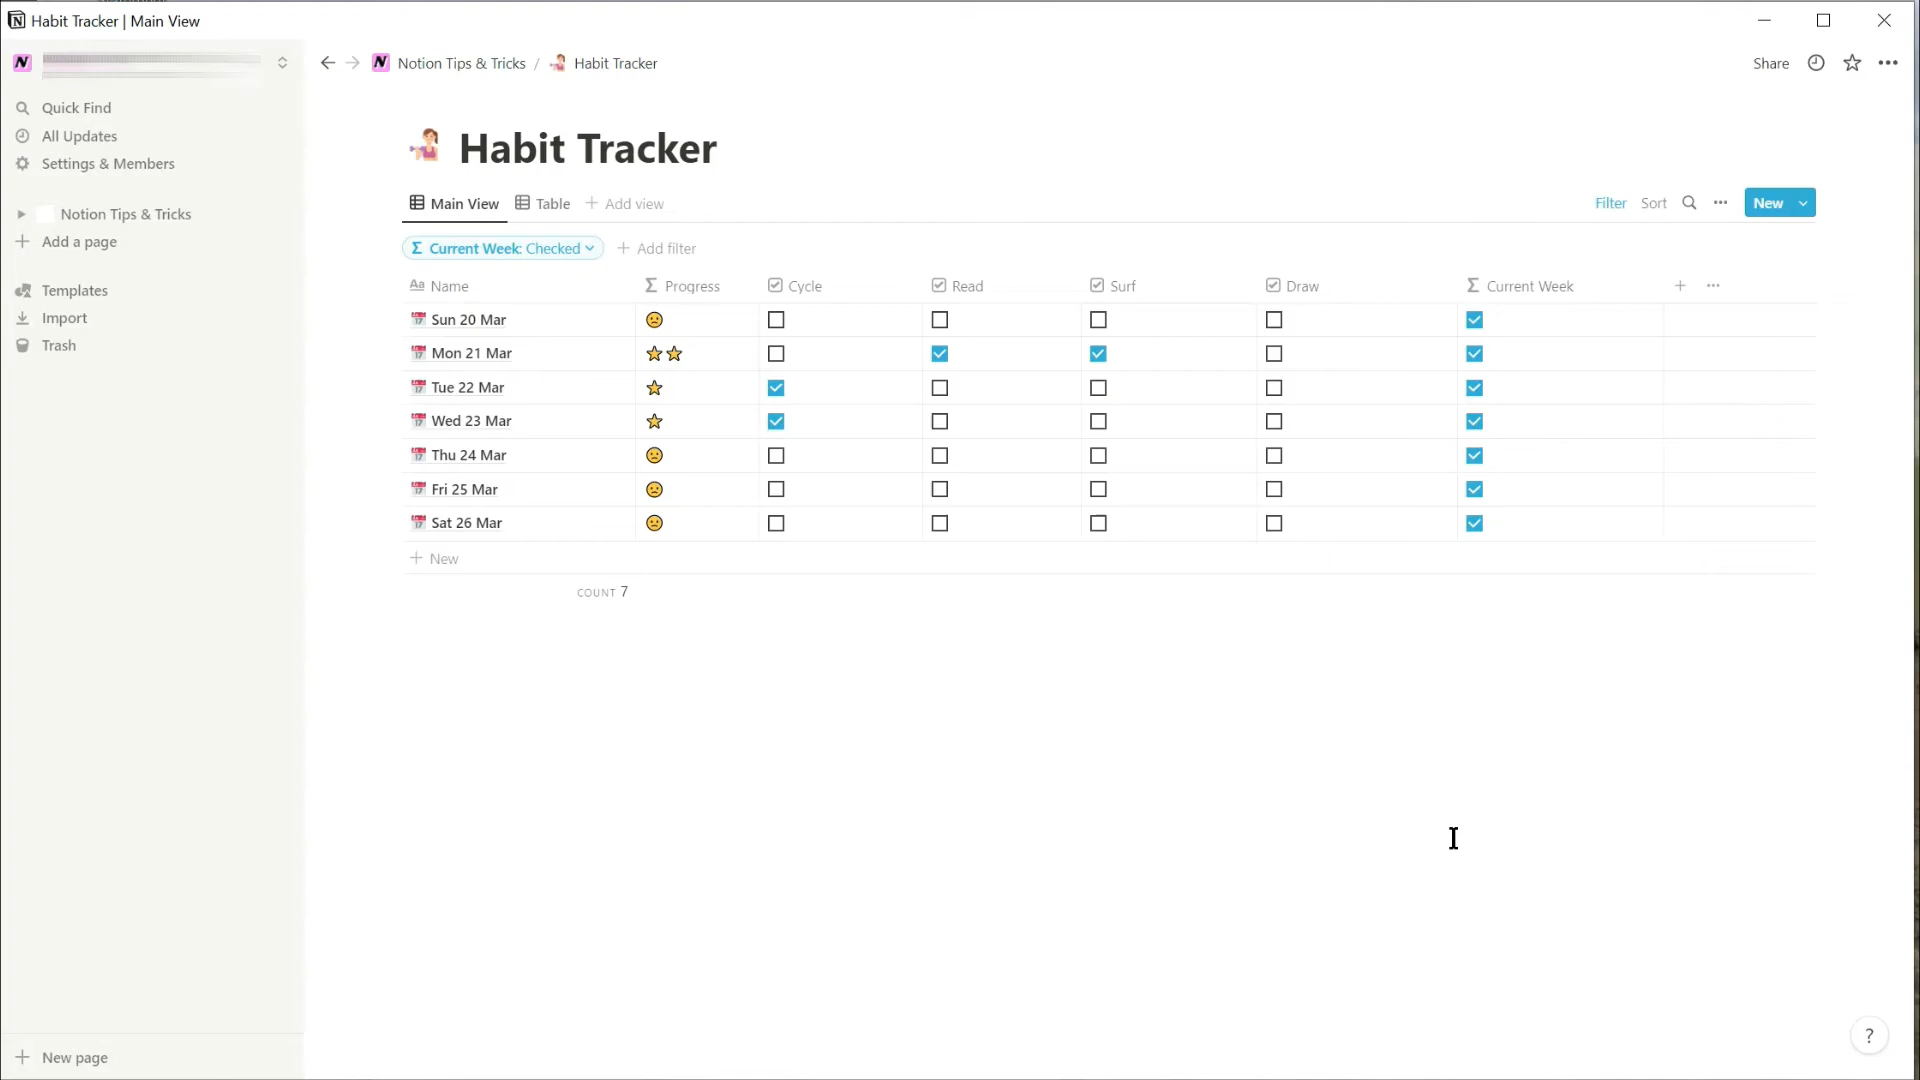 Habit Tracker | Main View
Notion Tips & Tricks / Habit Tracker
Share
Quick Find
All Updates
Settings & Members
Notion Tips & Tricks
Add a page
Templates
Import
Trash
New page
Habit Tracker
Main View Table Add view
Filter Sort New
Current Week: Checked Add filter
Aa Name Progress Cycle Read Surf Draw Current Week
Sun 20 Mar
Mon 21 Mar
Tue 22 Mar
Wed 23 Mar
Thu 24 Mar
Fri 25 Mar
Sat 26 Mar
New
COUNT 7
?